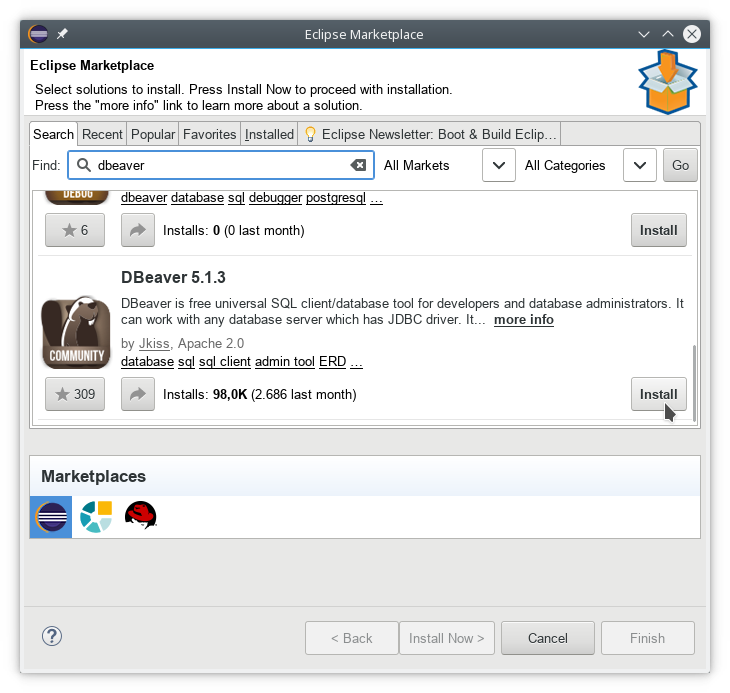 Eclipse Marketplace
Eclipse Marketplace
Select solutions to install. Press Install Now to proceed with installation.
Press the "more info" link to learn more about a solution.
Search Recent Popular Favorites Installed Eclipse Newsletter: Boot & Build Eclip...
Find: dbeaver All Markets All Categories Go
DEBUG
dbeaver database sql debugger postgresql ...
6 Installs: 0 (0 last month) Install
DBeaver 5.1.3
DBeaver is free universal SQL client/database tool for developers and database administrators. It
can work with any database server which has JDBC driver. It... more info
COMMUNITY
by Jkiss, Apache 2.0
database sql sql client admin tool ERD ...
309 Installs: 98,0K (2.686 last month) Install
Marketplaces
? < Back Install Now > Cancel Finish